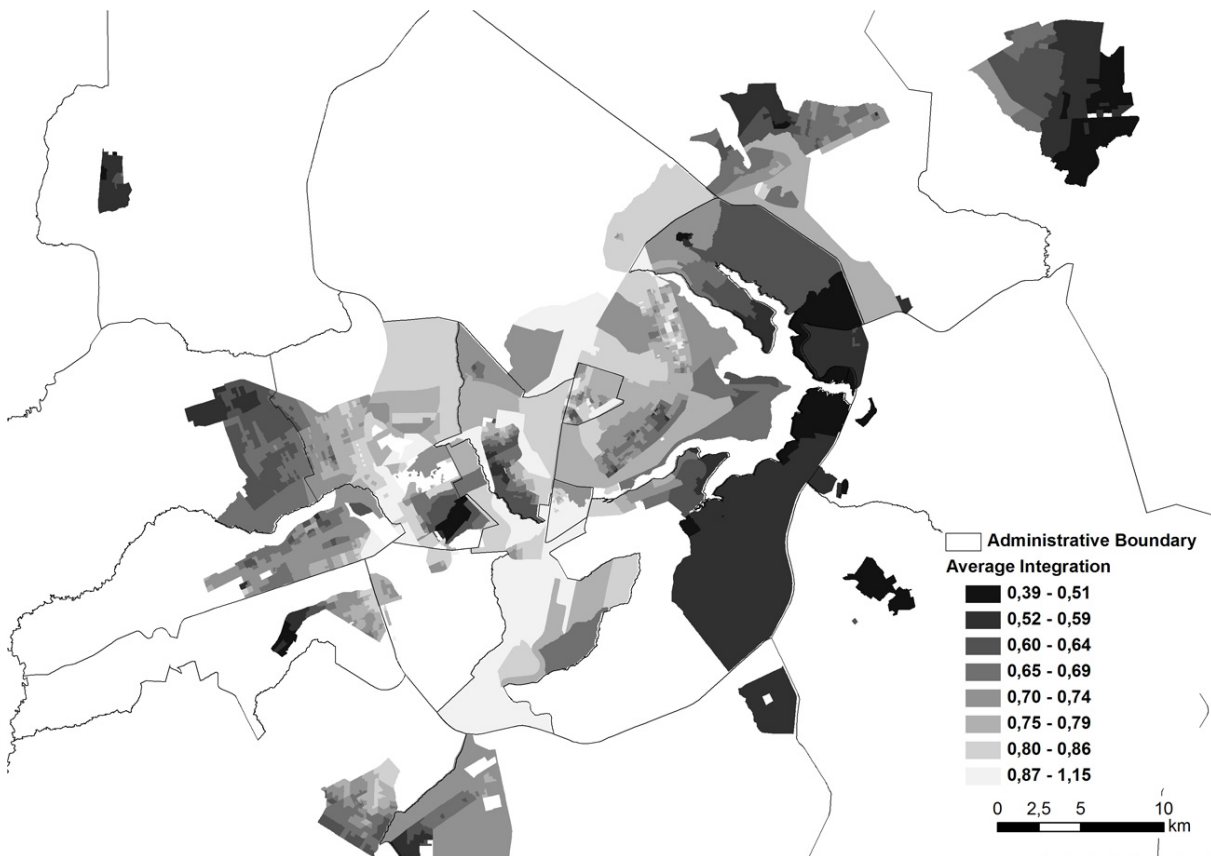 Administrative Boundary
Average Integration
0,39 - 0,51
0,52 - 0,59
0,60 - 0,64
0,65 - 0,69
0,70 - 0,74
0,75 - 0,79
0,80 - 0,86
0,87 - 1,15
0 2,5 5 10
km